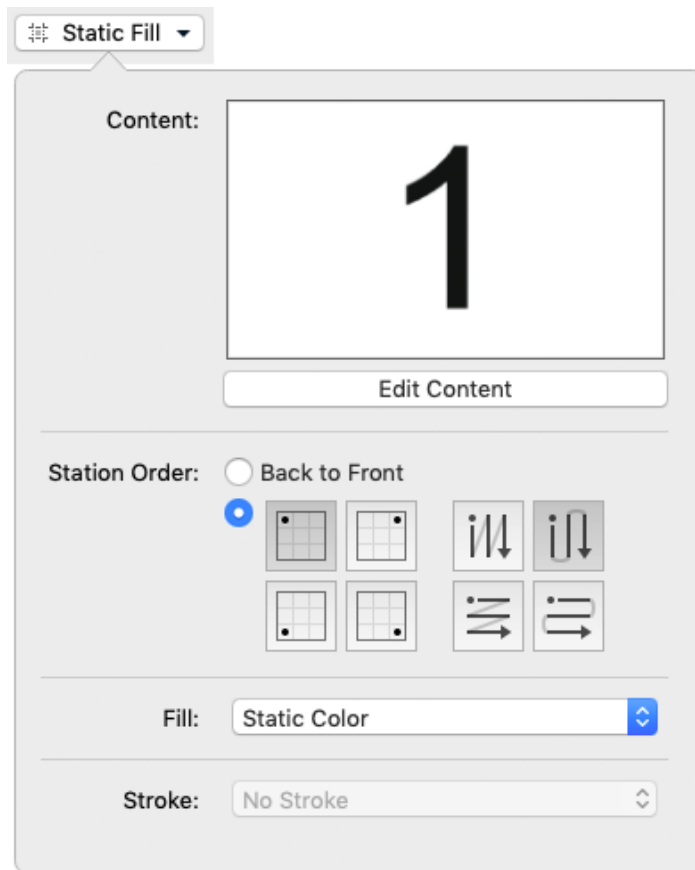 Static Fill
Content:
1
Edit Content
Station Order:
Back to Front
Fill:
Static Color
Stroke:
No Stroke